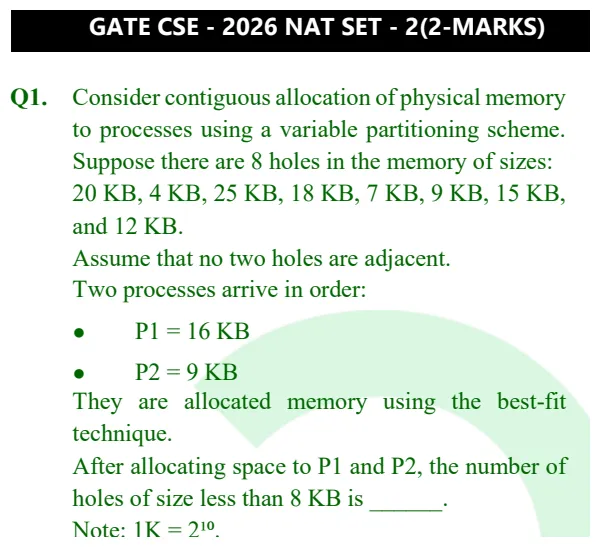 GATE CSE - 2026 NAT SET - 2(2-MARKS)
Q1. Consider contiguous allocation of physical memory
to processes using a variable partitioning scheme.
Suppose there are 8 holes in the memory of sizes:
20 KB, 4 KB, 25 KB, 18 KB, 7 KB, 9 KB, 15 KB,
and 12 KB.
Assume that no two holes are adjacent.
Two processes arrive in order:
● P1 = 16 KB
● P2 = 9 KB
They are allocated memory using the best-fit
technique.
After allocating space to P1 and P2, the number of
holes of size less than 8 KB is ______.
Note: 1K = 2¹⁰.